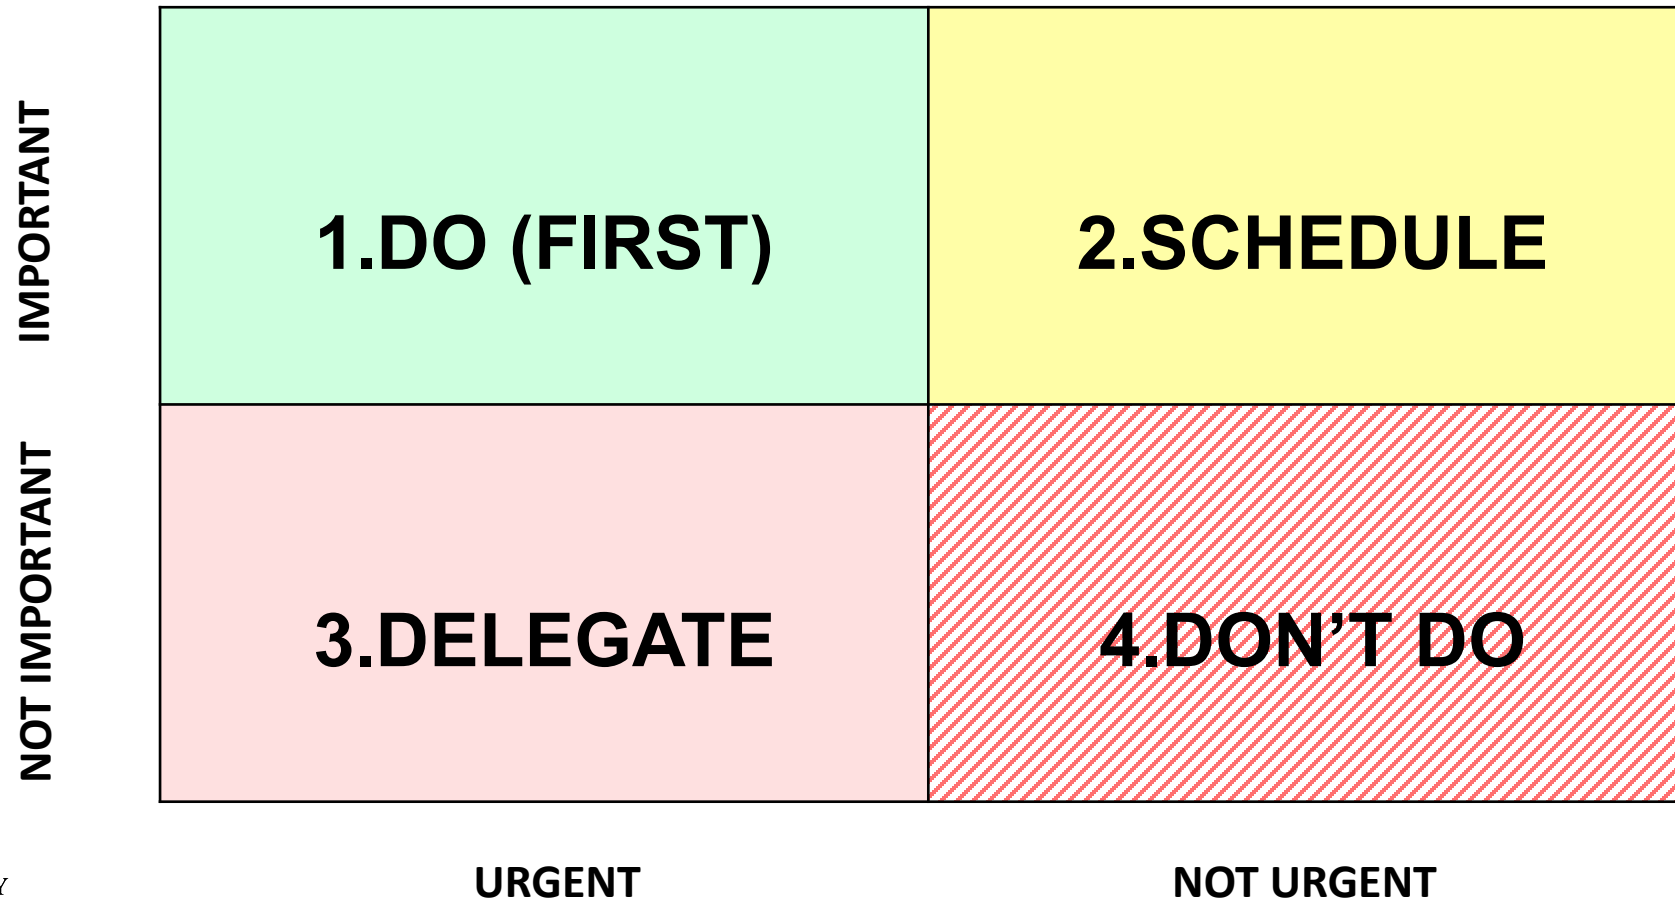 IMPORTANT
1.DO (FIRST)
2.SCHEDULE
NOT IMPORTANT
3.DELEGATE
4.DON’T DO
URGENT
NOT URGENT
Y